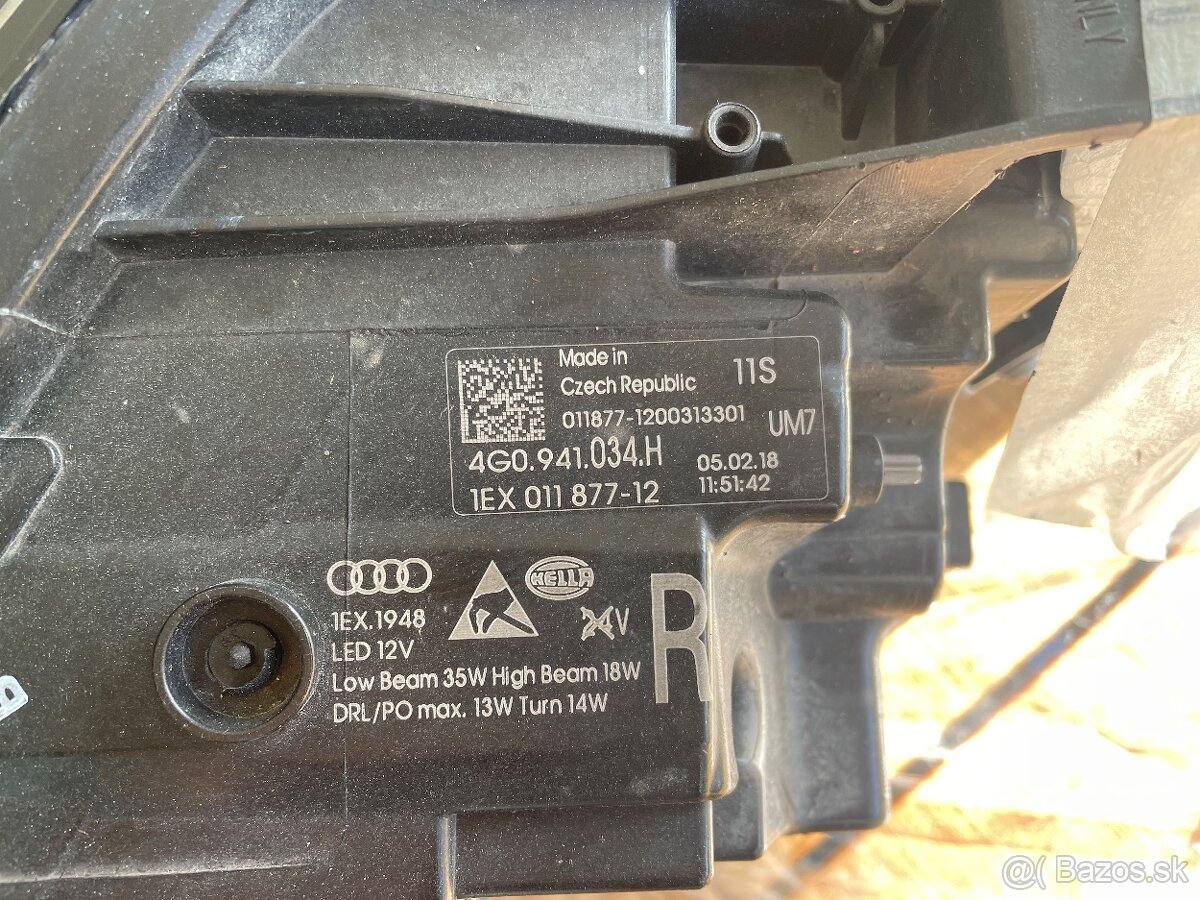 Made in
Czech Republic 11S
011877-1200313301 UM7
4G0.941.034.H 05.02.18
1EX 011 877-12 11:51:42
HELLA
1EX.1948
24V
R
LED 12V
Low Beam 35W High Beam 18W
DRL/PO max. 13W Turn 14W
B
@( Bazos.sk